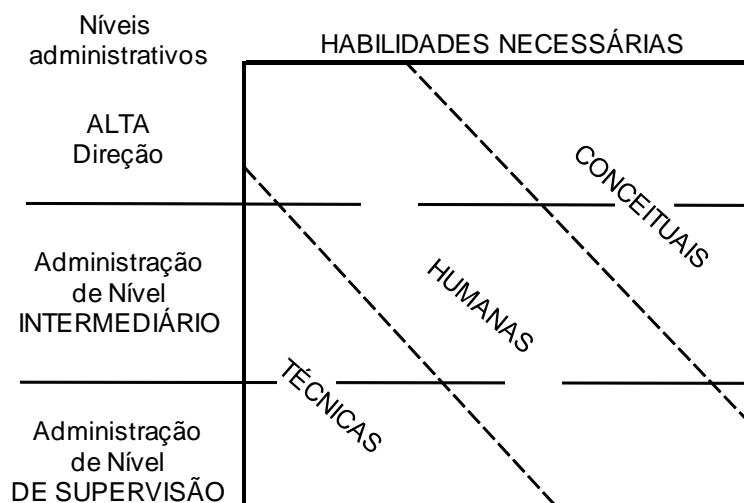 Níveis
administrativos
HABILIDADES NECESSÁRIAS
ALTA
Direção
CONCEITUAIS
Administração
de Nível
INTERMEDIÁRIO
HUMANAS
TÉCNICAS
Administração
de Nível
DE SUPERVISÃO